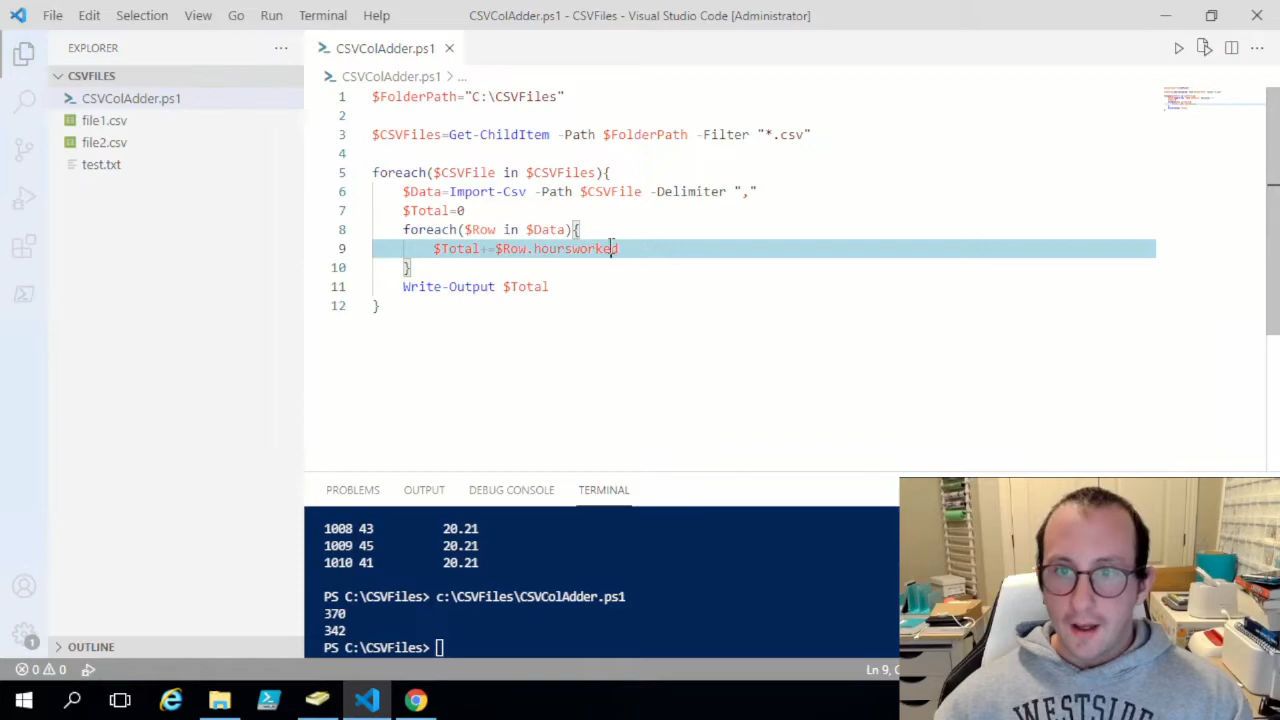 File Edit Selection View Go Run Terminal Help
CSVColAdder.ps1 - CSVFiles - Visual Studio Code [Administrator]
EXPLORER
CSVColAdder.ps1
CSVFILES
CSVColAdder.ps1 > ...
CSVColAdder.ps1
file1.csv
file2.csv
test.txt
1 $FolderPath="C:\CSVFiles"
2
3 $CSVFiles=Get-ChildItem -Path $FolderPath -Filter "*.csv"
4
5 foreach($CSVFile in $CSVFiles){
6 $Data=Import-Csv -Path $CSVFile -Delimiter ","
7 $Total=0
8 foreach($Row in $Data){
9 $Total+=$Row.hoursworked
10 }
11 Write-Output $Total
12 }
PROBLEMS OUTPUT DEBUG CONSOLE TERMINAL
1008 43 20.21
1009 45 20.21
1010 41 20.21
PS C:\CSVFiles> c:\CSVFiles\CSVColAdder.ps1
370
342
PS C:\CSVFiles>
OUTLINE
1
0 0
Ln 9,
WESTSIDE